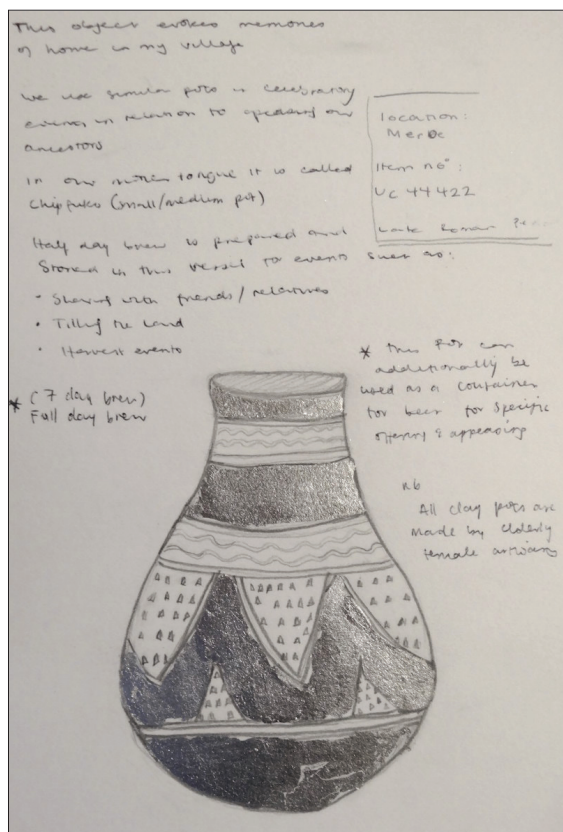 This object evokes memories
of home in my village
We use similar pots in celebratory
events in relation to appeasing our
ancestors
In our mother tongue it is called
Chipfuko (small/medium pot)
Half day brew is prepared and
Stored in this vessel for events such as:
• Sharing with friends/relatives
• Tilling the land
• Harvest events
location:
Meroe
Item no:
UC 44422
Late Roman
* (7 day brew)
Full day brew
* This Pot can
additionally be
used as a container
for beer for specific
offering & appeasing
nb
All clay pots are
made by elderly
female artisans